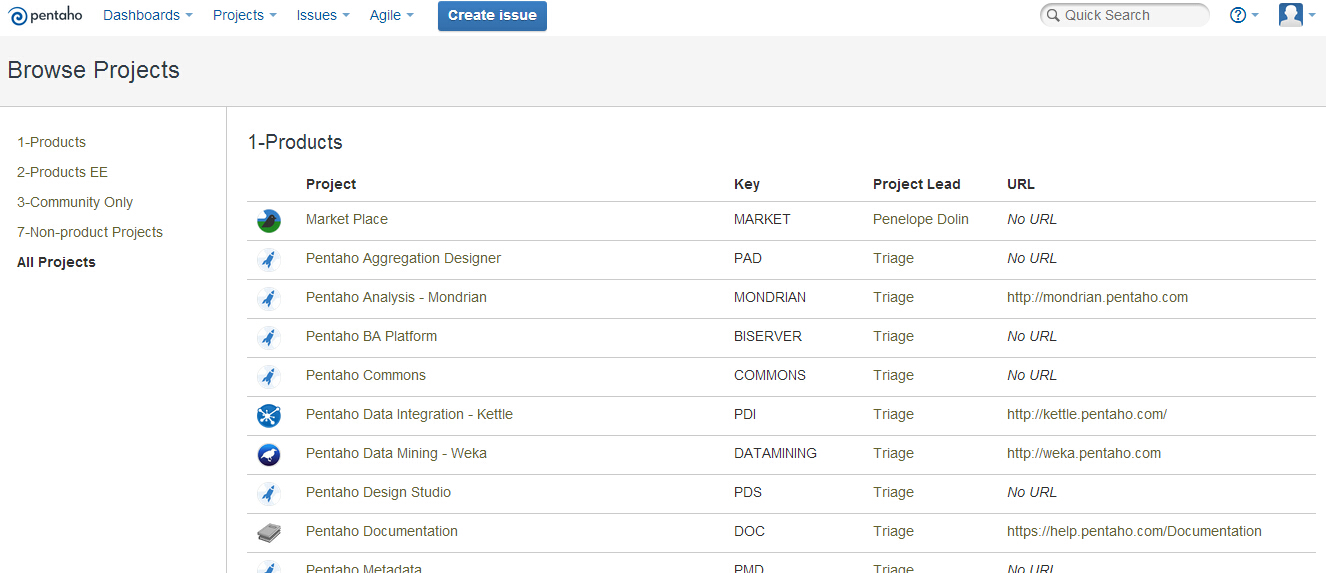 pentaho Dashboards Projects Issues Agile Create issue Quick Search
Browse Projects
1-Products
2-Products EE
3-Community Only
7-Non-product Projects
All Projects
1-Products
Project Key Project Lead URL
Market Place MARKET Penelope Dolin No URL
Pentaho Aggregation Designer PAD Triage No URL
Pentaho Analysis - Mondrian MONDRIAN Triage http://mondrian.pentaho.com
Pentaho BA Platform BISERVER Triage No URL
Pentaho Commons COMMONS Triage No URL
Pentaho Data Integration - Kettle PDI Triage http://kettle.pentaho.com/
Pentaho Data Mining - Weka DATAMINING Triage http://weka.pentaho.com
Pentaho Design Studio PDS Triage No URL
Pentaho Documentation DOC Triage https://help.pentaho.com/Documentation
Pentaho Metadata PMD Triage No URL